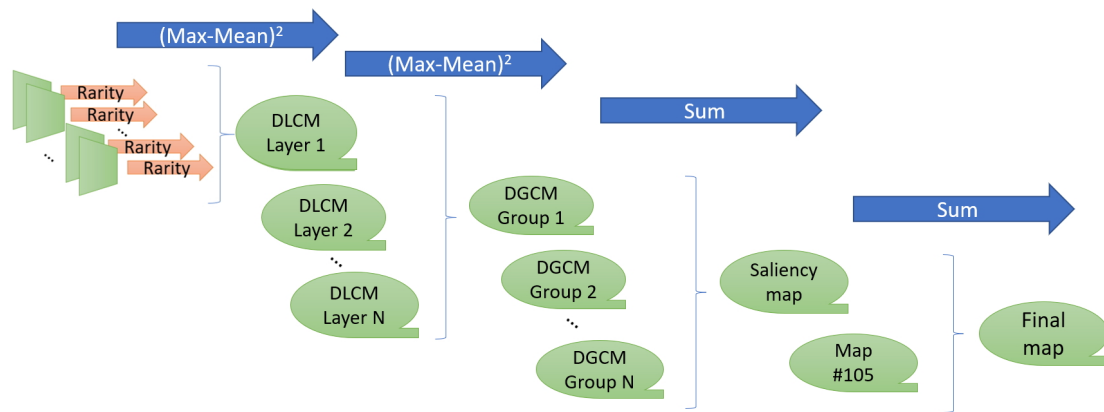 (Max-Mean)²
(Max-Mean)²
Sum
Sum
Rarity
Rarity
...
Rarity
Rarity
...
DLCM
Layer 1
DLCM
Layer 2
...
DLCM
Layer N
DGCM
Group 1
DGCM
Group 2
...
DGCM
Group N
Saliency
map
Map
#105
Final
map